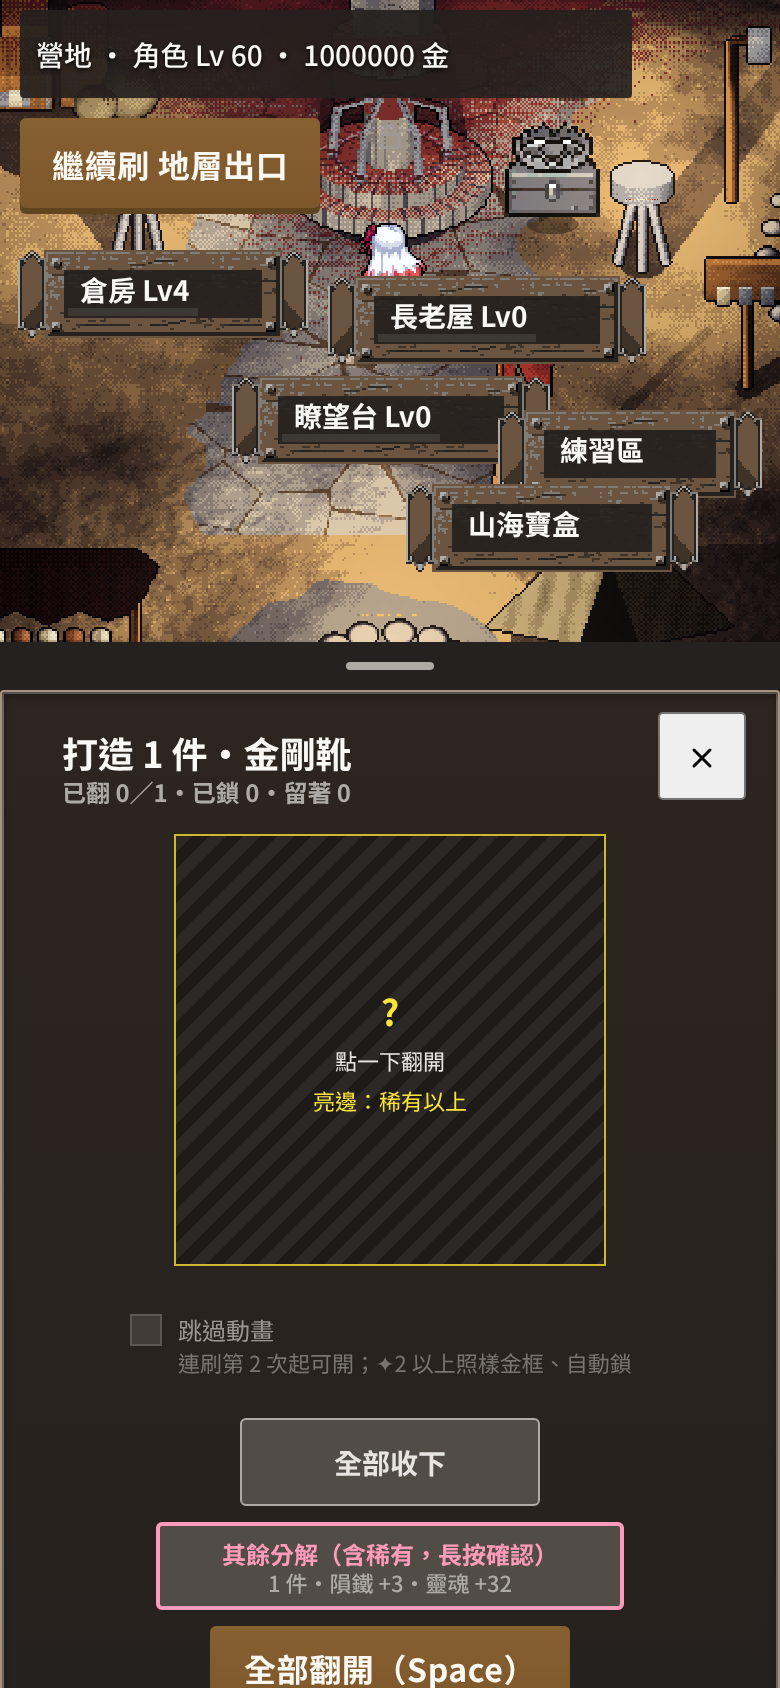 營地 · 角色 Lv 60 · 1000000 金
繼續刷 地層出口
倉房 Lv4
長老屋 Lv0
瞭望台 Lv0
練習區
山海寶盒
打造 1 件·金剛靴
已翻 0／1·已鎖 0·留著 0
×
?
點一下翻開
亮邊：稀有以上
跳過動畫
連刷第 2 次起可開；✦2 以上照樣金框、自動鎖
全部收下
其餘分解（含稀有，長按確認）
1 件·隕鐵 +3·靈魂 +32
全部翻開（Space）